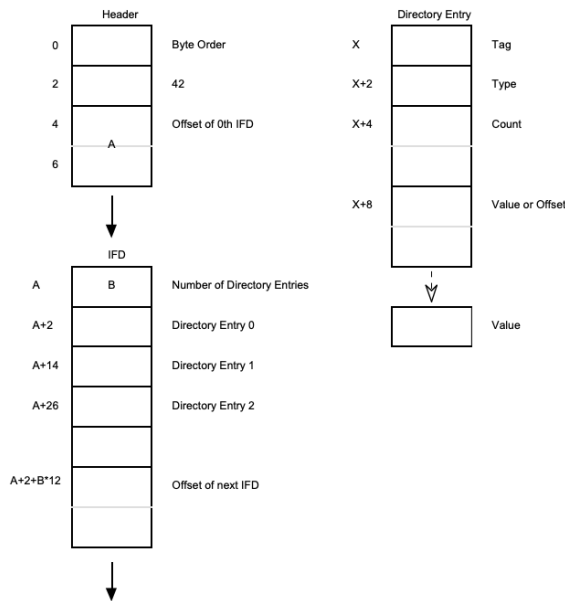 Header
0 Byte Order
2 42
4 Offset of 0th IFD
A
6
IFD
A B Number of Directory Entries
A+2 Directory Entry 0
A+14 Directory Entry 1
A+26 Directory Entry 2
A+2+B*12 Offset of next IFD
Directory Entry
X Tag
X+2 Type
X+4 Count
X+8 Value or Offset
Value